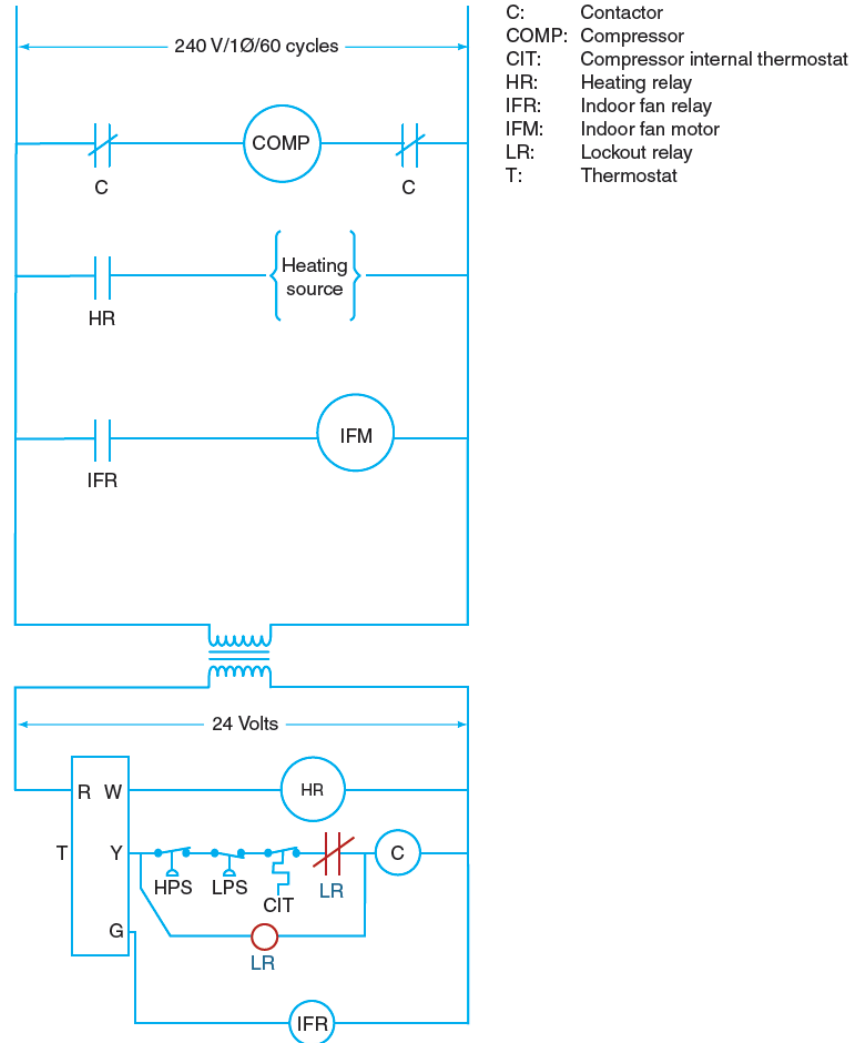 240 V/1Ø/60 cycles
C: Contactor
COMP: Compressor
CIT: Compressor internal thermostat
HR: Heating relay
IFR: Indoor fan relay
IFM: Indoor fan motor
LR: Lockout relay
T: Thermostat
COMP
C
C
Heating
source
HR
IFM
IFR
24 Volts
R W
HR
T
Y
C
HPS
LPS
CIT
LR
G
LR
IFR